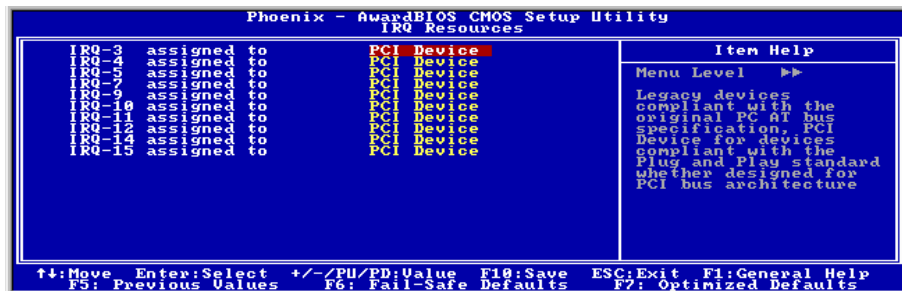 Phoenix - AwardBIOS CMOS Setup Utility
IRQ Resources
IRQ-3 assigned to PCI Device
IRQ-4 assigned to PCI Device
IRQ-5 assigned to PCI Device
IRQ-7 assigned to PCI Device
IRQ-9 assigned to PCI Device
IRQ-10 assigned to PCI Device
IRQ-11 assigned to PCI Device
IRQ-12 assigned to PCI Device
IRQ-14 assigned to PCI Device
IRQ-15 assigned to PCI Device
Item Help
Menu Level ▶▶
Legacy devices
compliant with the
original PC AT bus
specification, PCI
Device for devices
compliant with the
Plug and Play standard
whether designed for
PCI bus architecture
↑↓:Move Enter:Select +/-/PU/PD:Value F10:Save ESC:Exit F1:General Help
F5: Previous Values F6: Fail-Safe Defaults F7: Optimized Defaults